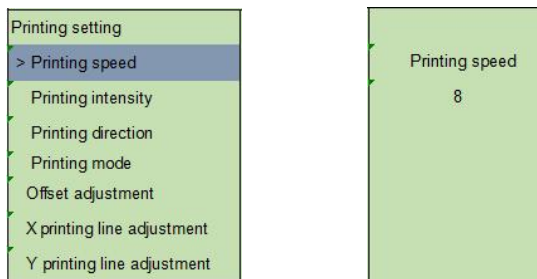 Printing setting
> Printing speed
Printing intensity
Printing direction
Printing mode
Offset adjustment
X printing line adjustment
Y printing line adjustment
Printing speed
8